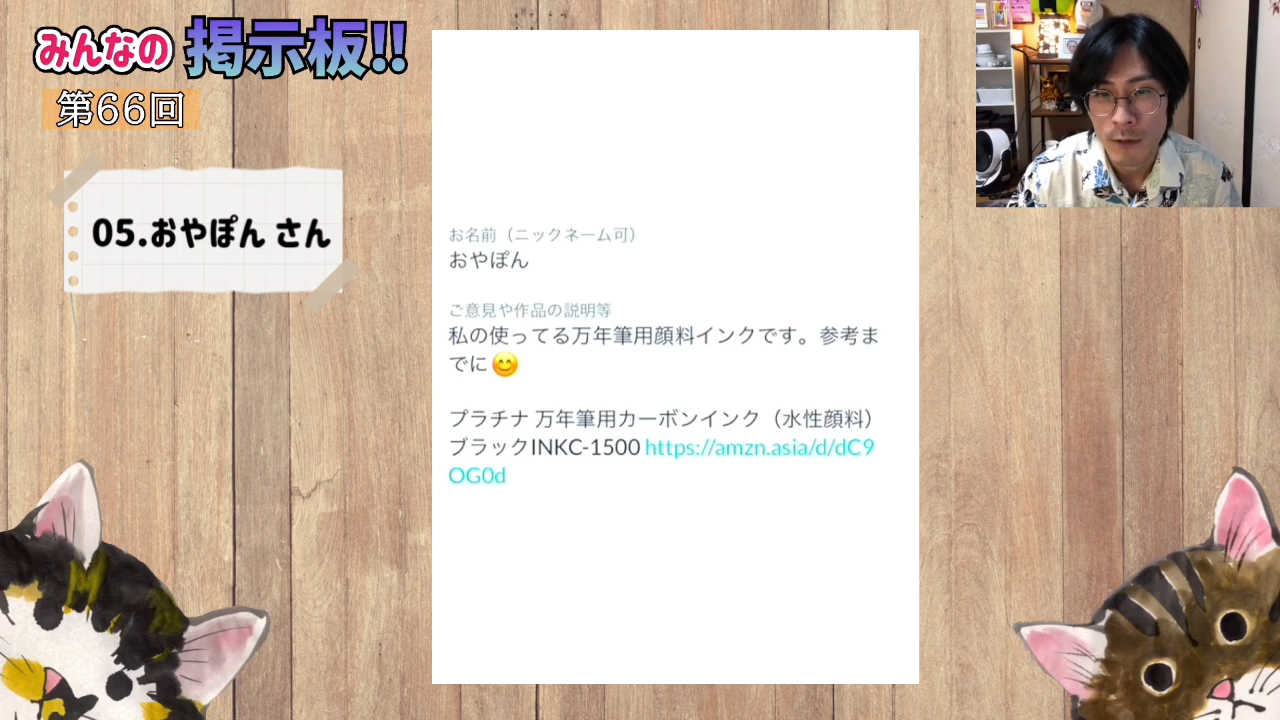 みんなの掲示板!!
第66回
05.おやぽん さん
お名前（ニックネーム可）
おやぽん
ご意見や作品の説明等
私の使ってる万年筆用顔料インクです。参考ま
でに😊
プラチナ 万年筆用カーボンインク（水性顔料）
ブラックINKC-1500 https://amzn.asia/d/dC9
OG0d